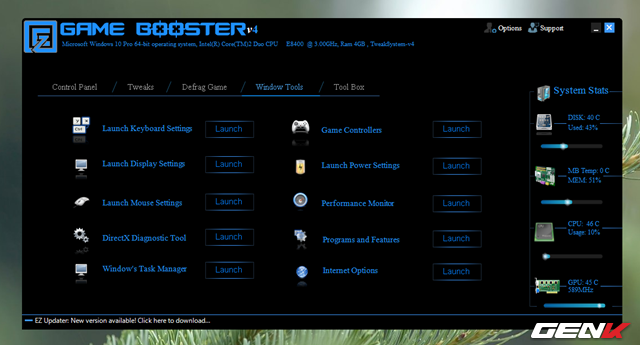 EZ GAME BOOSTER v4
Options
Support
Microsoft Windows 10 Pro 64-bit operating system, Intel(R) Core(TM)2 Duo CPU E8400 @ 3.00GHz, Ram 4GB , TweakSystem-v4
Control Panel
Tweaks
Defrag Game
Window Tools
Tool Box
Launch Keyboard Settings
Launch
Game Controllers
Launch
Launch Display Settings
Launch
Launch Power Settings
Launch
Launch Mouse Settings
Launch
Performance Monitor
Launch
DirectX Diagnostic Tool
Launch
Programs and Features
Launch
Window's Task Manager
Launch
Internet Options
Launch
System Stats
DISK: 40 C
Used: 43%
MB Temp: 0 C
MEM: 51%
CPU: 46 C
Usage: 10%
GPU: 45 C
589MHz
EZ Updater: New version available! Click here to download...
GENK